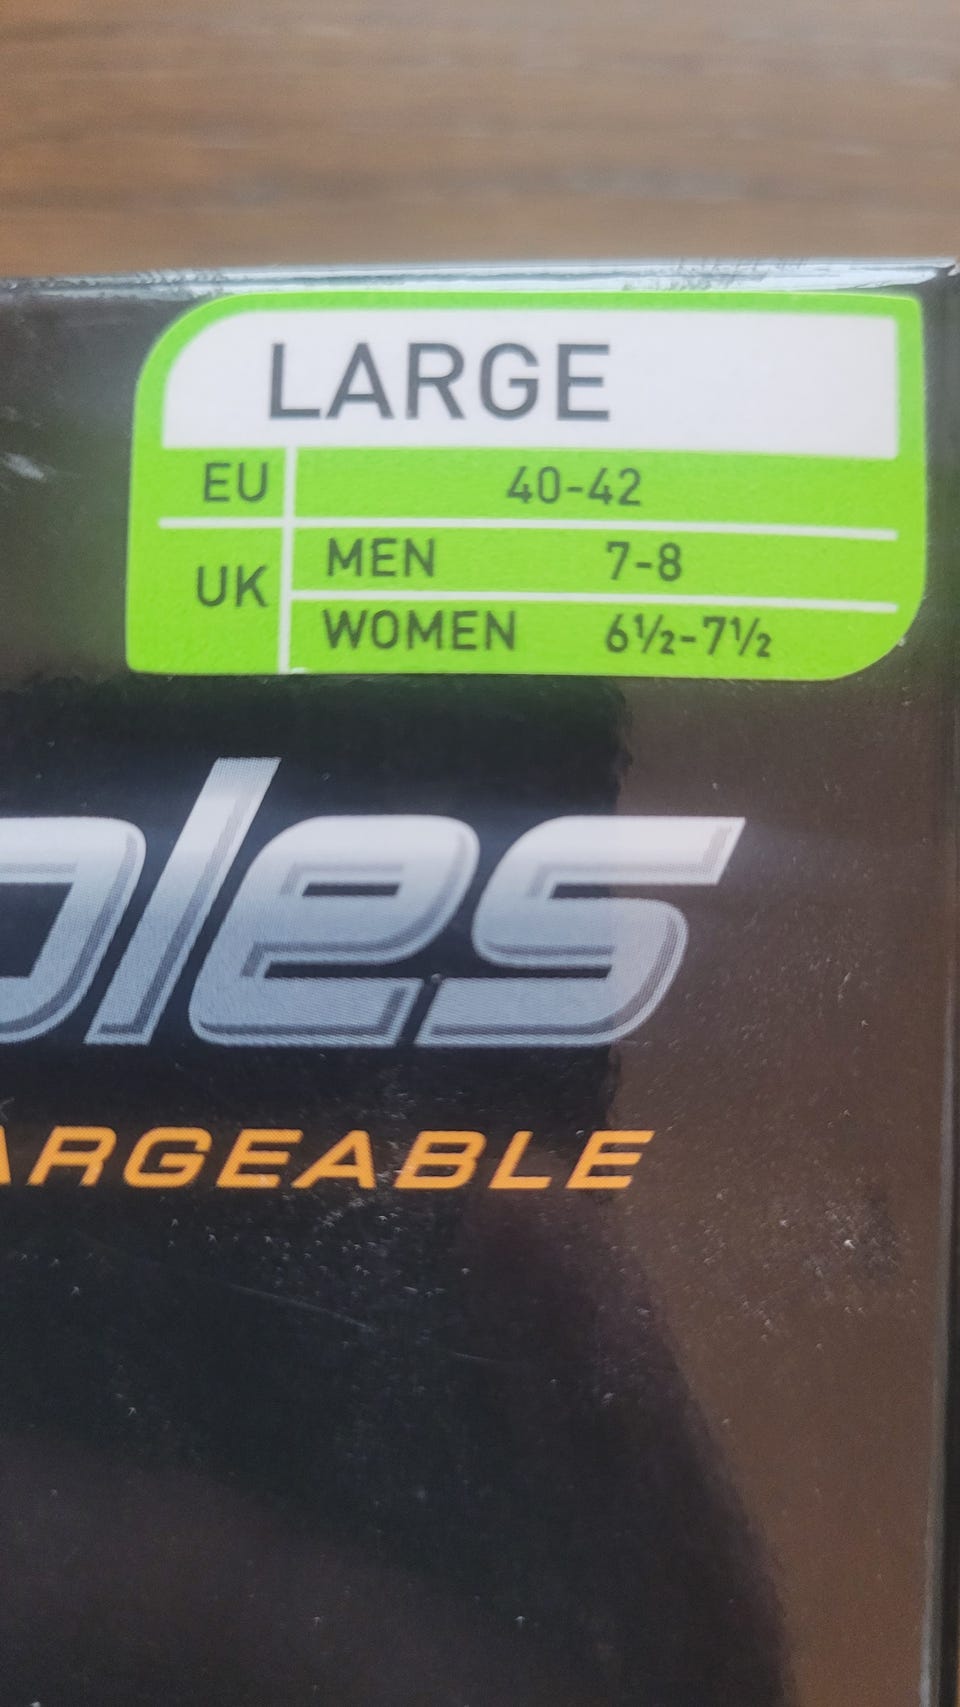 LARGE
EU 40-42
UK MEN 7-8
WOMEN 6½-7½
oles
ARGEABLE